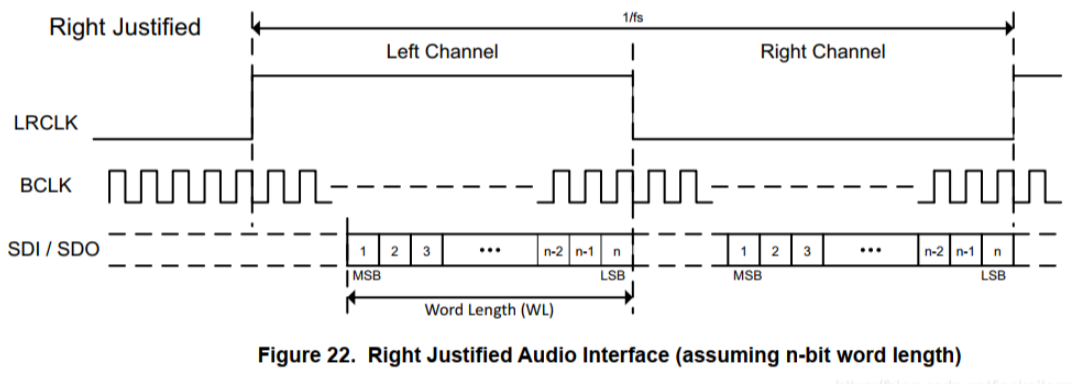 Right Justified
1/fs
Left Channel
Right Channel
LRCLK
BCLK
SDI / SDO
1 2 3 ••• n-2 n-1 n
1 2 3 ••• n-2 n-1 n
MSB
LSB
MSB
LSB
Word Length (WL)
Figure 22. Right Justified Audio Interface (assuming n-bit word length)